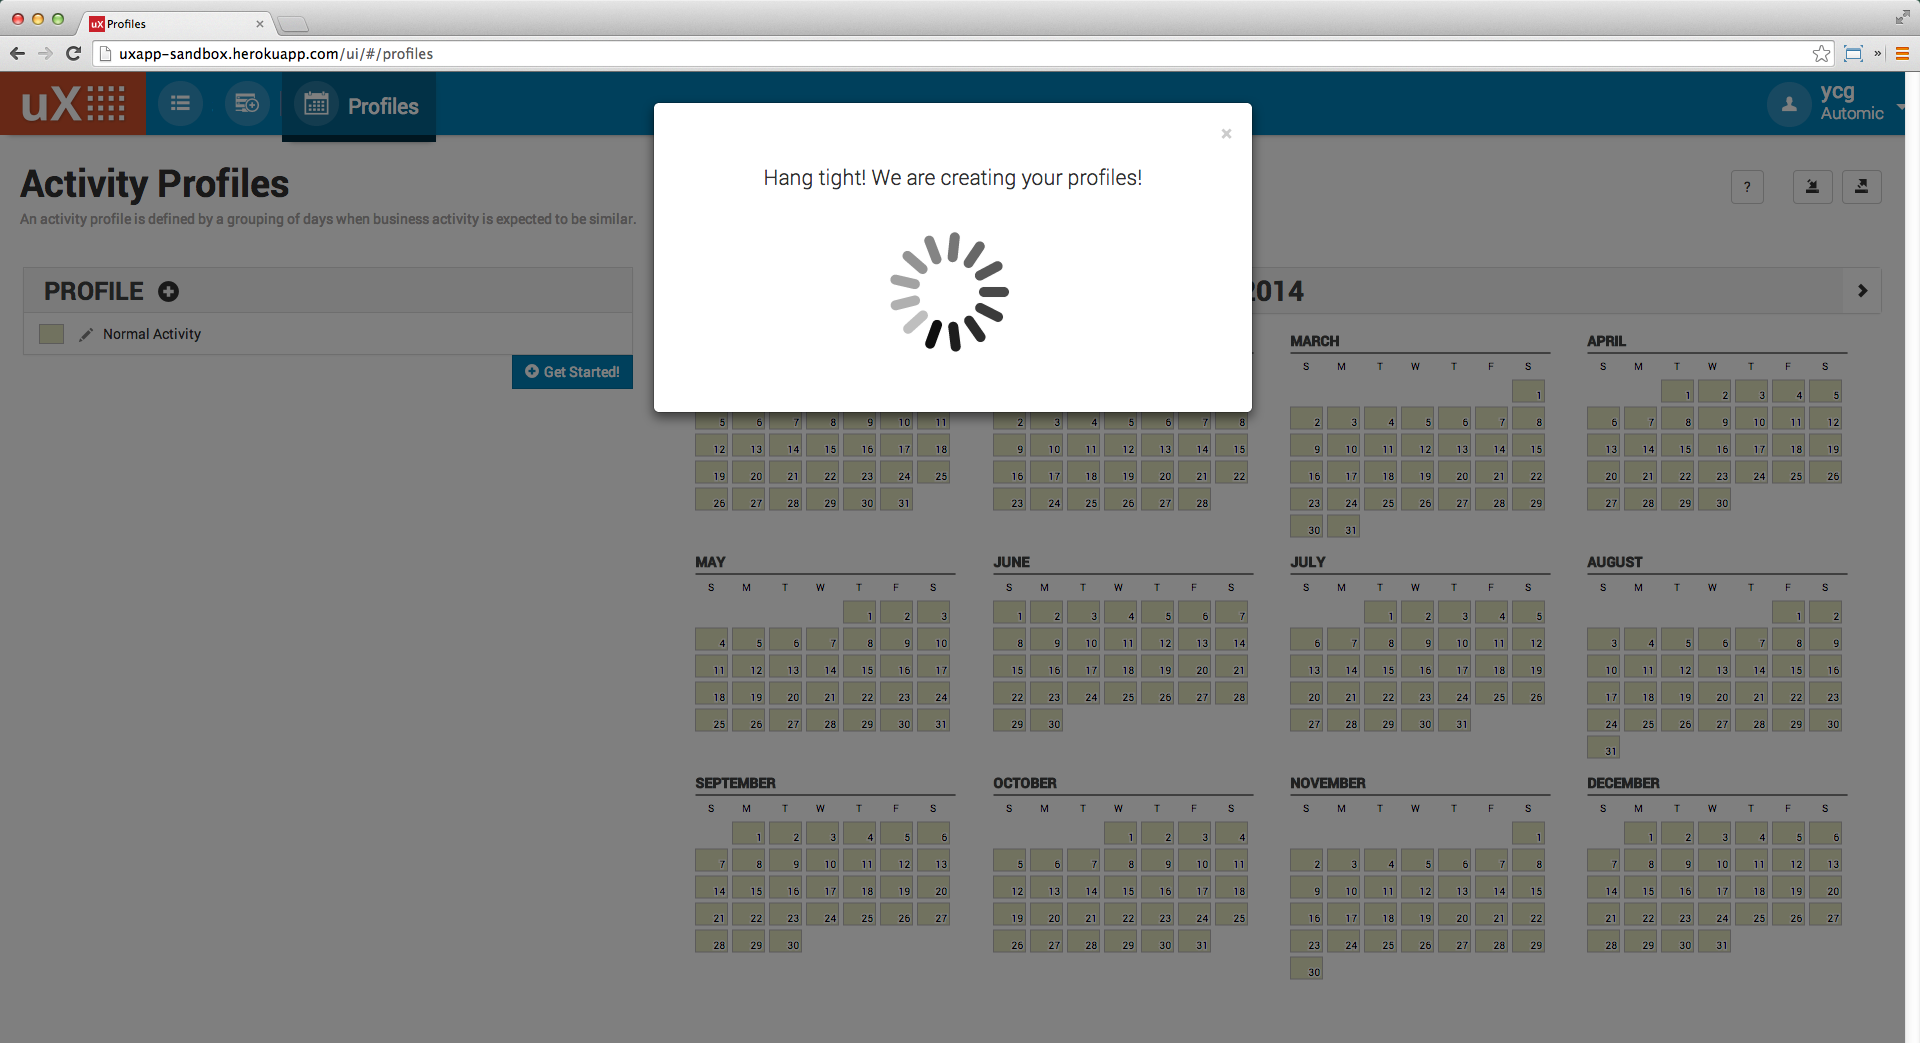 uX Profiles ×
uxapp-sandbox.herokuapp.com/ui/#/profiles »
uX Profiles
ycg
Automic
×
Hang tight! We are creating your profiles!
Activity Profiles
An activity profile is defined by a grouping of days when business activity is expected to be similar.
?
PROFILE
Normal Activity
Get Started!
2014
MARCH APRIL
S M T W T F S S M T W T F S
1 1 2 3 4 5
5 6 7 8 9 10 11 2 3 4 5 6 7 8 2 3 4 5 6 7 8 6 7 8 9 10 11 12
12 13 14 15 16 17 18 9 10 11 12 13 14 15 9 10 11 12 13 14 15 13 14 15 16 17 18 19
19 20 21 22 23 24 25 16 17 18 19 20 21 22 16 17 18 19 20 21 22 20 21 22 23 24 25 26
26 27 28 29 30 31 23 24 25 26 27 28 23 24 25 26 27 28 29 27 28 29 30
30 31
MAY JUNE JULY AUGUST
S M T W T F S S M T W T F S S M T W T F S S M T W T F S
1 2 3 1 2 3 4 5 6 7 1 2 3 4 5 1 2
4 5 6 7 8 9 10 8 9 10 11 12 13 14 6 7 8 9 10 11 12 3 4 5 6 7 8 9
11 12 13 14 15 16 17 15 16 17 18 19 20 21 13 14 15 16 17 18 19 10 11 12 13 14 15 16
18 19 20 21 22 23 24 22 23 24 25 26 27 28 20 21 22 23 24 25 26 17 18 19 20 21 22 23
25 26 27 28 29 30 31 29 30 27 28 29 30 31 24 25 26 27 28 29 30
31
SEPTEMBER OCTOBER NOVEMBER DECEMBER
S M T W T F S S M T W T F S S M T W T F S S M T W T F S
1 2 3 4 5 6 1 2 3 4 1 1 2 3 4 5 6
7 8 9 10 11 12 13 5 6 7 8 9 10 11 2 3 4 5 6 7 8 7 8 9 10 11 12 13
14 15 16 17 18 19 20 12 13 14 15 16 17 18 9 10 11 12 13 14 15 14 15 16 17 18 19 20
21 22 23 24 25 26 27 19 20 21 22 23 24 25 16 17 18 19 20 21 22 21 22 23 24 25 26 27
28 29 30 26 27 28 29 30 31 23 24 25 26 27 28 29 28 29 30 31
30